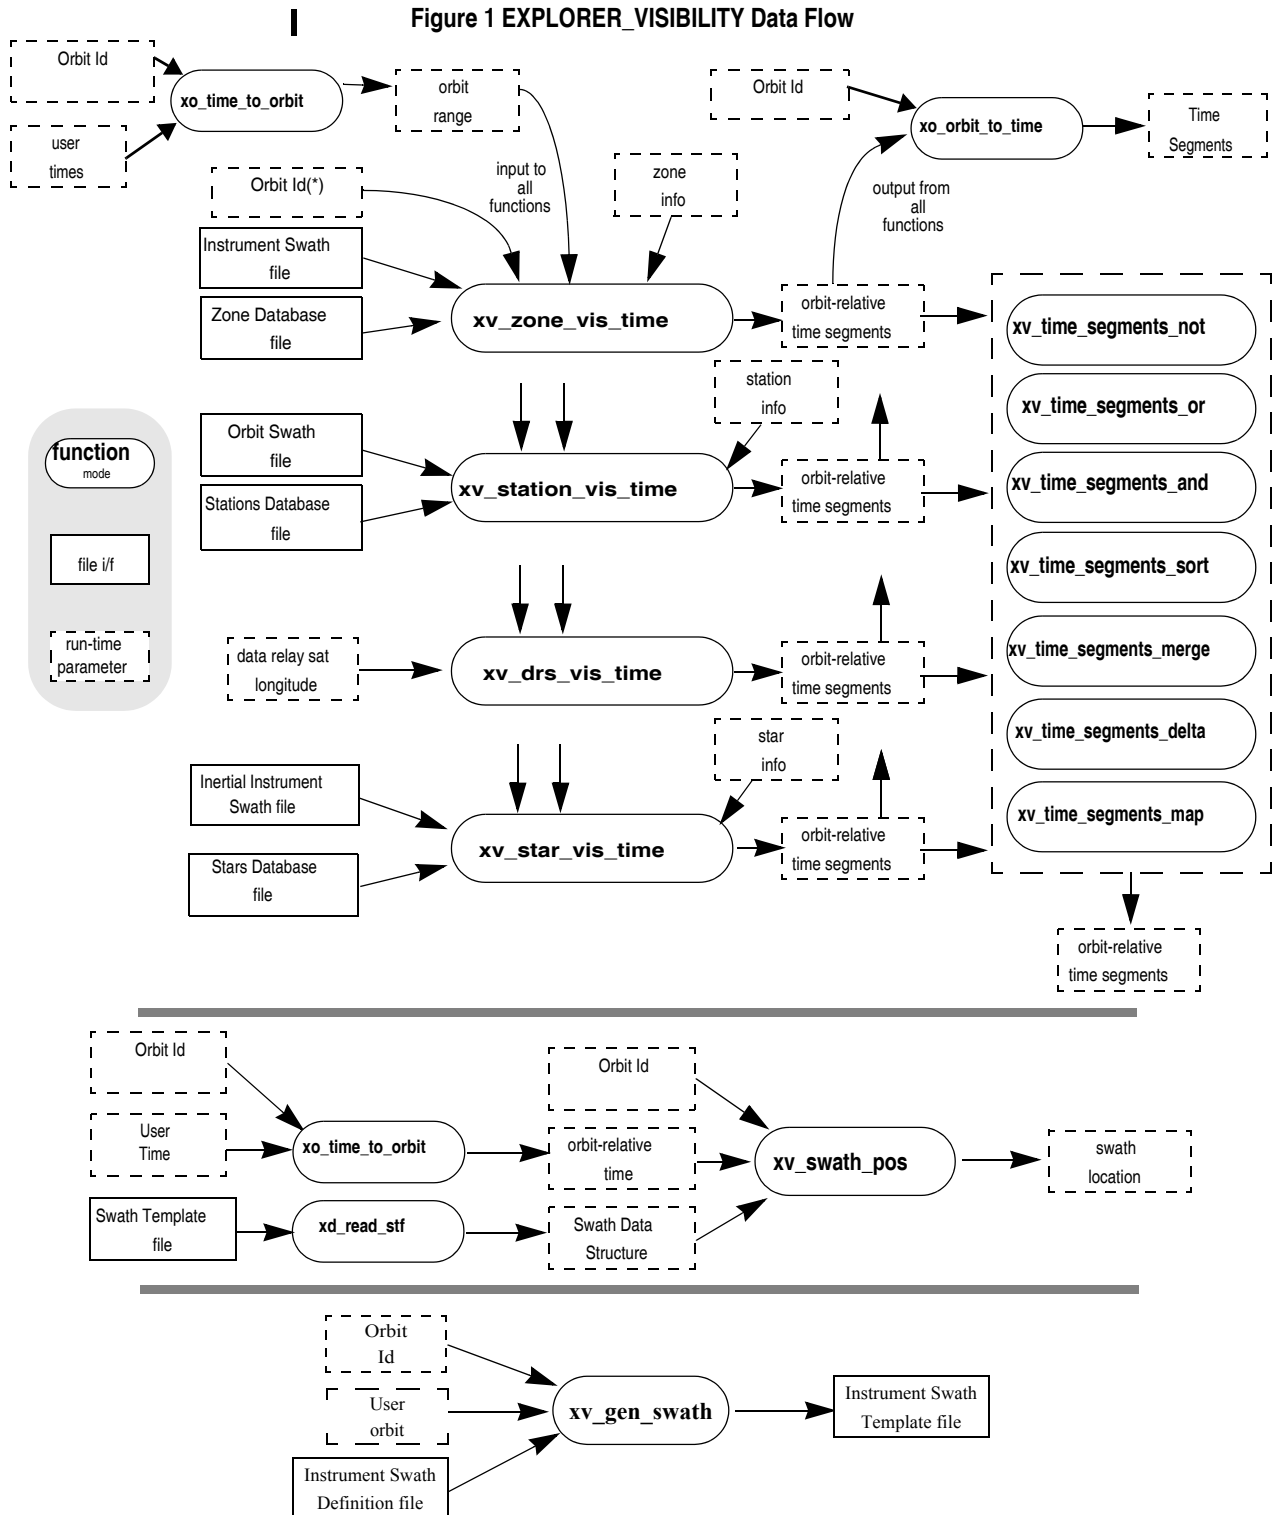 Figure 1 EXPLORER_VISIBILITY Data Flow
Orbit Id
xo_time_to_orbit
user
times
orbit
range
Orbit Id
xo_orbit_to_time
Time
Segments
Orbit Id(*)
input to
all
functions
zone
info
output from
all
functions
Instrument Swath
file
Zone Database
file
xv_zone_vis_time
orbit-relative
time segments
xv_time_segments_not
xv_time_segments_or
xv_time_segments_and
xv_time_segments_sort
xv_time_segments_merge
xv_time_segments_delta
xv_time_segments_map
station
info
Orbit Swath
file
Stations Database
file
xv_station_vis_time
orbit-relative
time segments
function
mode
file i/f
run-time
parameter
data relay sat
longitude
xv_drs_vis_time
orbit-relative
time segments
star
info
Inertial Instrument
Swath file
Stars Database
file
xv_star_vis_time
orbit-relative
time segments
orbit-relative
time segments
Orbit Id
User
Time
xo_time_to_orbit
Swath Template
file
xd_read_stf
Orbit Id
orbit-relative
time
Swath Data
Structure
xv_swath_pos
swath
location
Orbit
Id
User
orbit
Instrument Swath
Definition file
xv_gen_swath
Instrument Swath
Template file